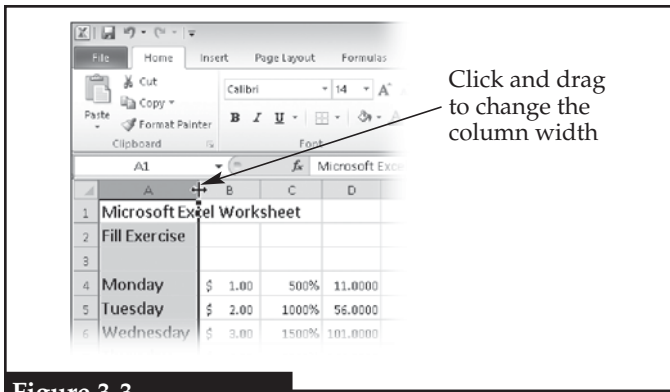 File Home Insert Page Layout Formulas
Cut
Copy
Paste
Format Painter
Clipboard
Calibri 14 A
B I U A
Font
A1 fx Microsoft Exce
A B C D
1 Microsoft Excel Worksheet
2 Fill Exercise
3
4 Monday $ 1.00 500% 11.0000
5 Tuesday $ 2.00 1000% 56.0000
6 Wednesday $ 3.00 1500% 101.0000
Click and drag
to change the
column width
Figure 3-3